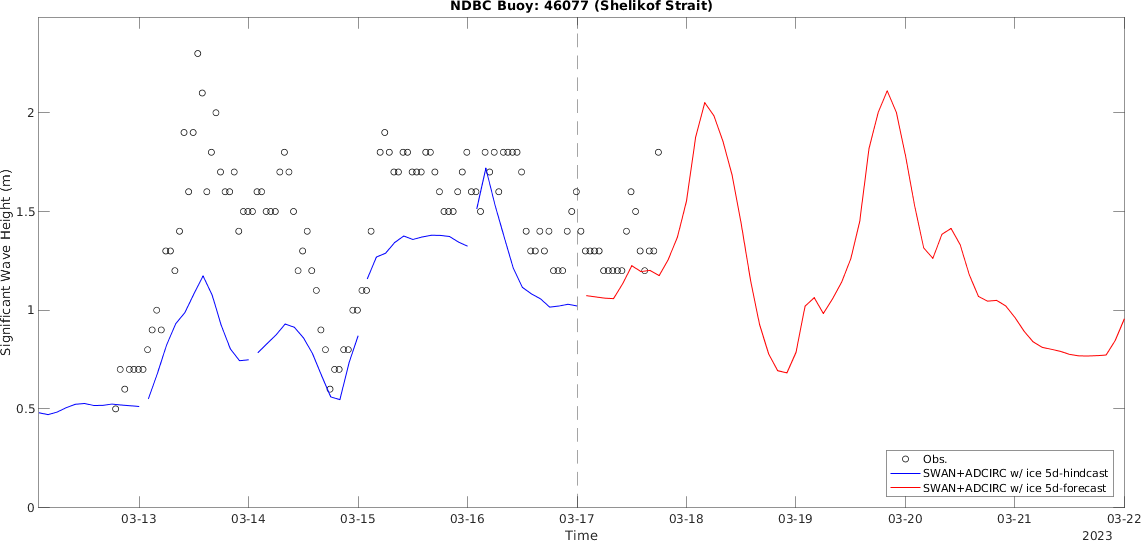 NDBC Buoy: 46077 (Shelikof Strait)
Significant Wave Height (m)
2
1.5
1
0.5
0
Obs.
SWAN+ADCIRC w/ ice 5d-hindcast
SWAN+ADCIRC w/ ice 5d-forecast
03-13 03-14 03-15 03-16 03-17 03-18 03-19 03-20 03-21 03-22
Time
2023